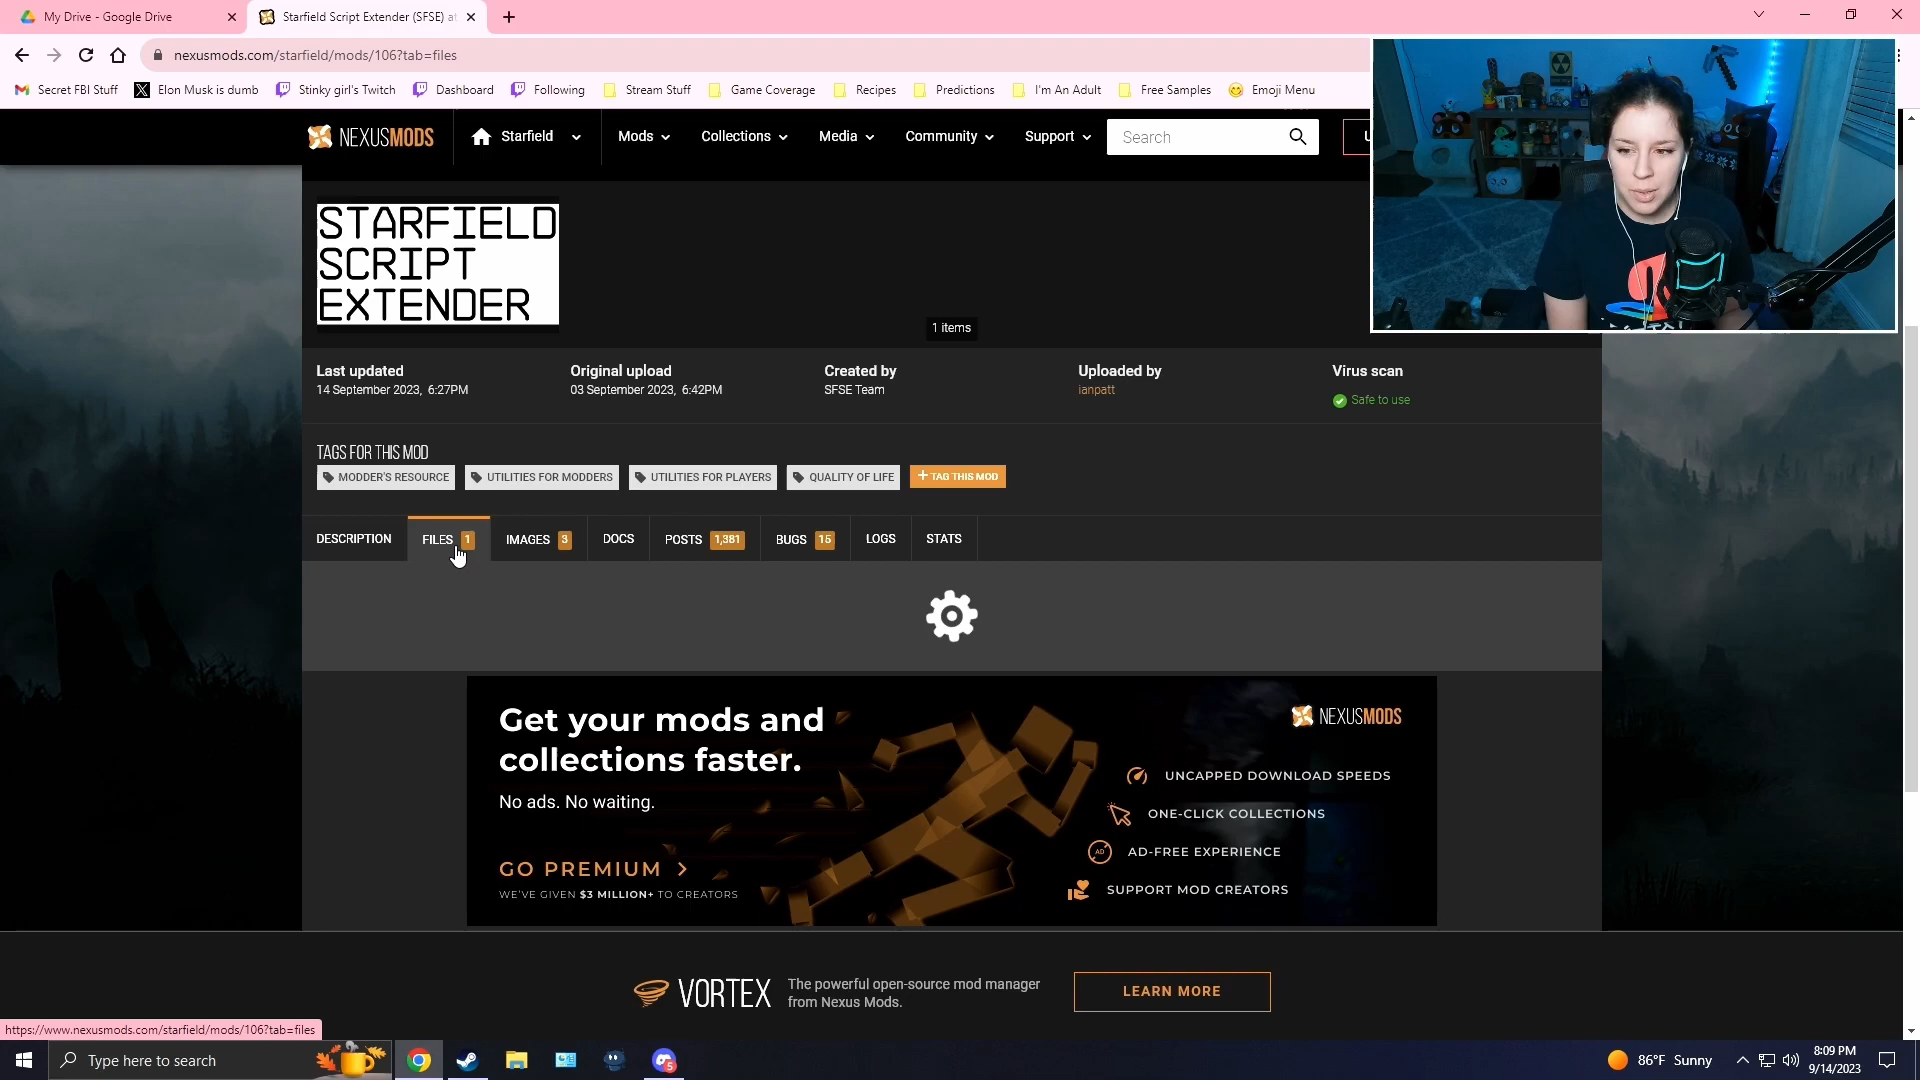 My Drive - Google Drive
Starfield Script Extender (SFSE) at
nexusmods.com/starfield/mods/106?tab=files
Secret FBI Stuff
Elon Musk is dumb
Stinky girl's Twitch
Dashboard
Following
Stream Stuff
Game Coverage
Recipes
Predictions
I'm An Adult
Free Samples
Emoji Menu
NEXUSMODS
Starfield
Mods
Collections
Media
Community
Support
Search
STARFIELD
SCRIPT
EXTENDER
1 items
Last updated
14 September 2023, 6:27PM
Original upload
03 September 2023, 6:42PM
Created by
SFSE Team
Uploaded by
ianpatt
Virus scan
Safe to use
TAGS FOR THIS MOD
MODDER'S RESOURCE
UTILITIES FOR MODDERS
UTILITIES FOR PLAYERS
QUALITY OF LIFE
+ TAG THIS MOD
DESCRIPTION
FILES 1
IMAGES 3
DOCS
POSTS 1,381
BUGS 15
LOGS
STATS
Get your mods and
collections faster.
No ads. No waiting.
GO PREMIUM >
WE'VE GIVEN $3 MILLION+ TO CREATORS
NEXUSMODS
UNCAPPED DOWNLOAD SPEEDS
ONE-CLICK COLLECTIONS
AD
AD-FREE EXPERIENCE
SUPPORT MOD CREATORS
VORTEX
The powerful open-source mod manager
from Nexus Mods.
LEARN MORE
https://www.nexusmods.com/starfield/mods/106?tab=files
Type here to search
5
86°F Sunny
8:09 PM
9/14/2023